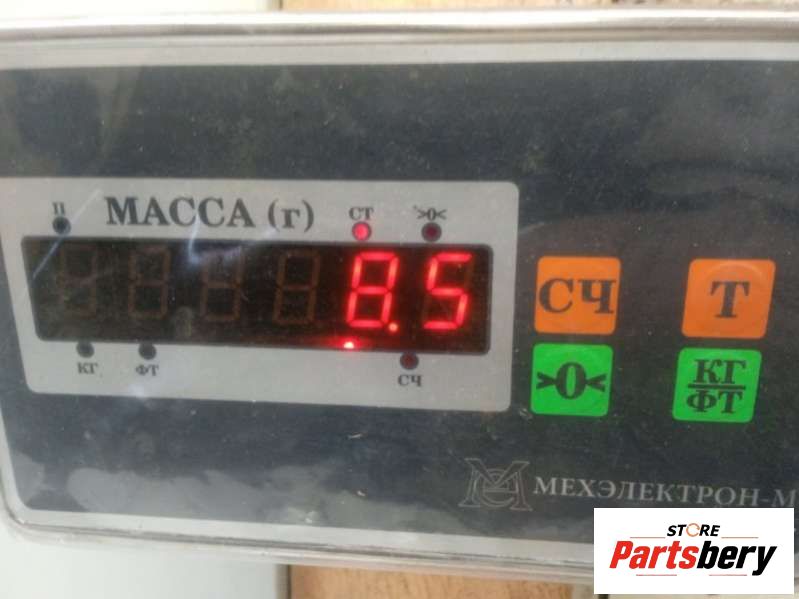 П МАССА (г) СТ >0<
8.5
КГ ФТ СЧ
СЧ Т
>0< КГ/ФТ
МЕХЭЛЕКТРОН-М
STORE
Partsbery